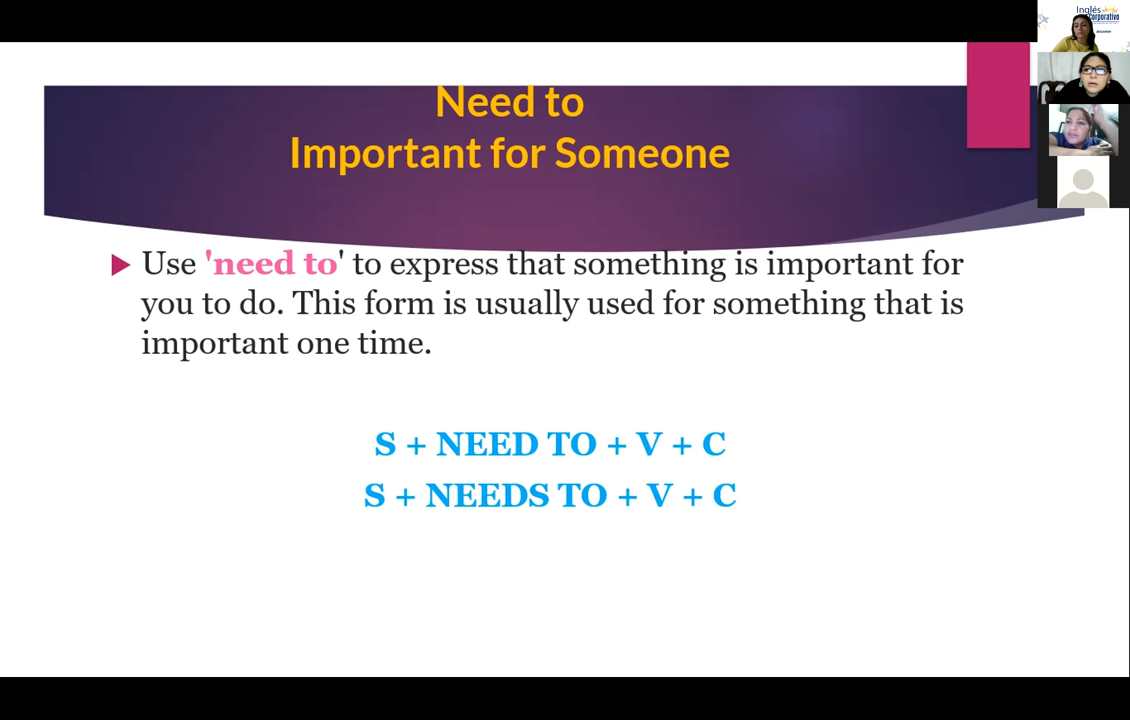 Need to
Important for Someone
Use 'need to' to express that something is important for
you to do. This form is usually used for something that is
important one time.
S + NEED TO + V + C
S + NEEDS TO + V + C
Inglés
Corporativo